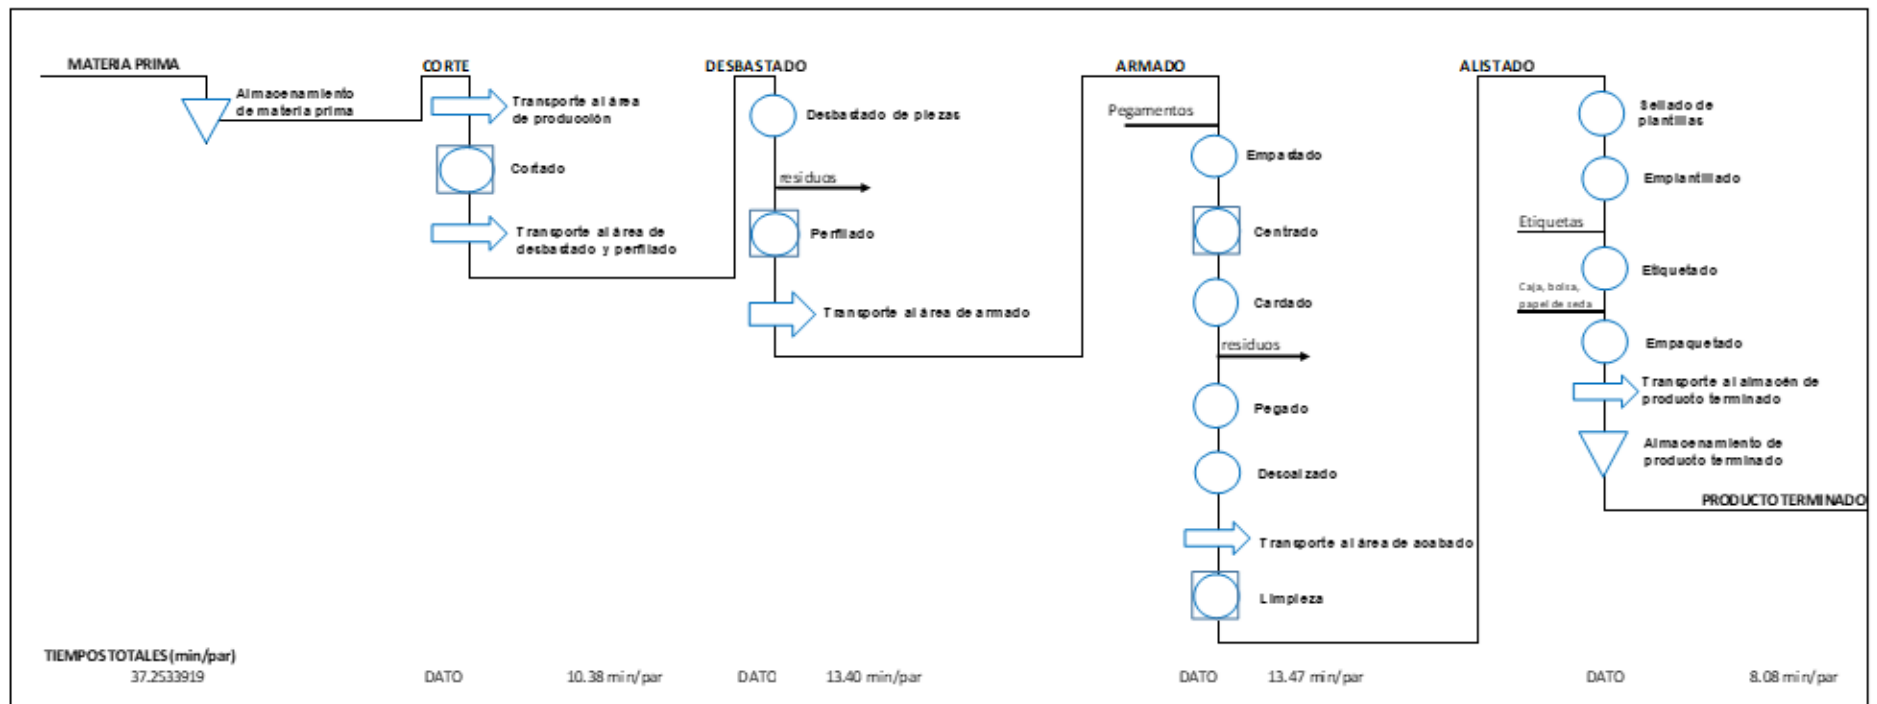 MATERIA PRIMA
Almacenamiento
de materia prima
CORTE
Transporte al área
de producción
Cortado
Transporte al área de
desbastado y perfilado
DESBASTADO
Desbastado de piezas
residuos
Perfilado
Transporte al área de armado
ARMADO
Pegamentos
Empastado
Centrado
Cardado
residuos
Pegado
Descalzado
Transporte al área de acabado
Limpieza
ALISTADO
Sellado de
plantillas
Emplantillado
Etiquetas
Etiquetado
Caja, bolsa,
papel de seda
Empaquetado
Transporte al almacén de
producto terminado
Almacenamiento de
producto terminado
PRODUCTO TERMINADO
TIEMPOS TOTALES (min/par)
37.2533919 DATO 10.38 min/par DATO 13.40 min/par DATO 13.47 min/par DATO 8.08 min/par